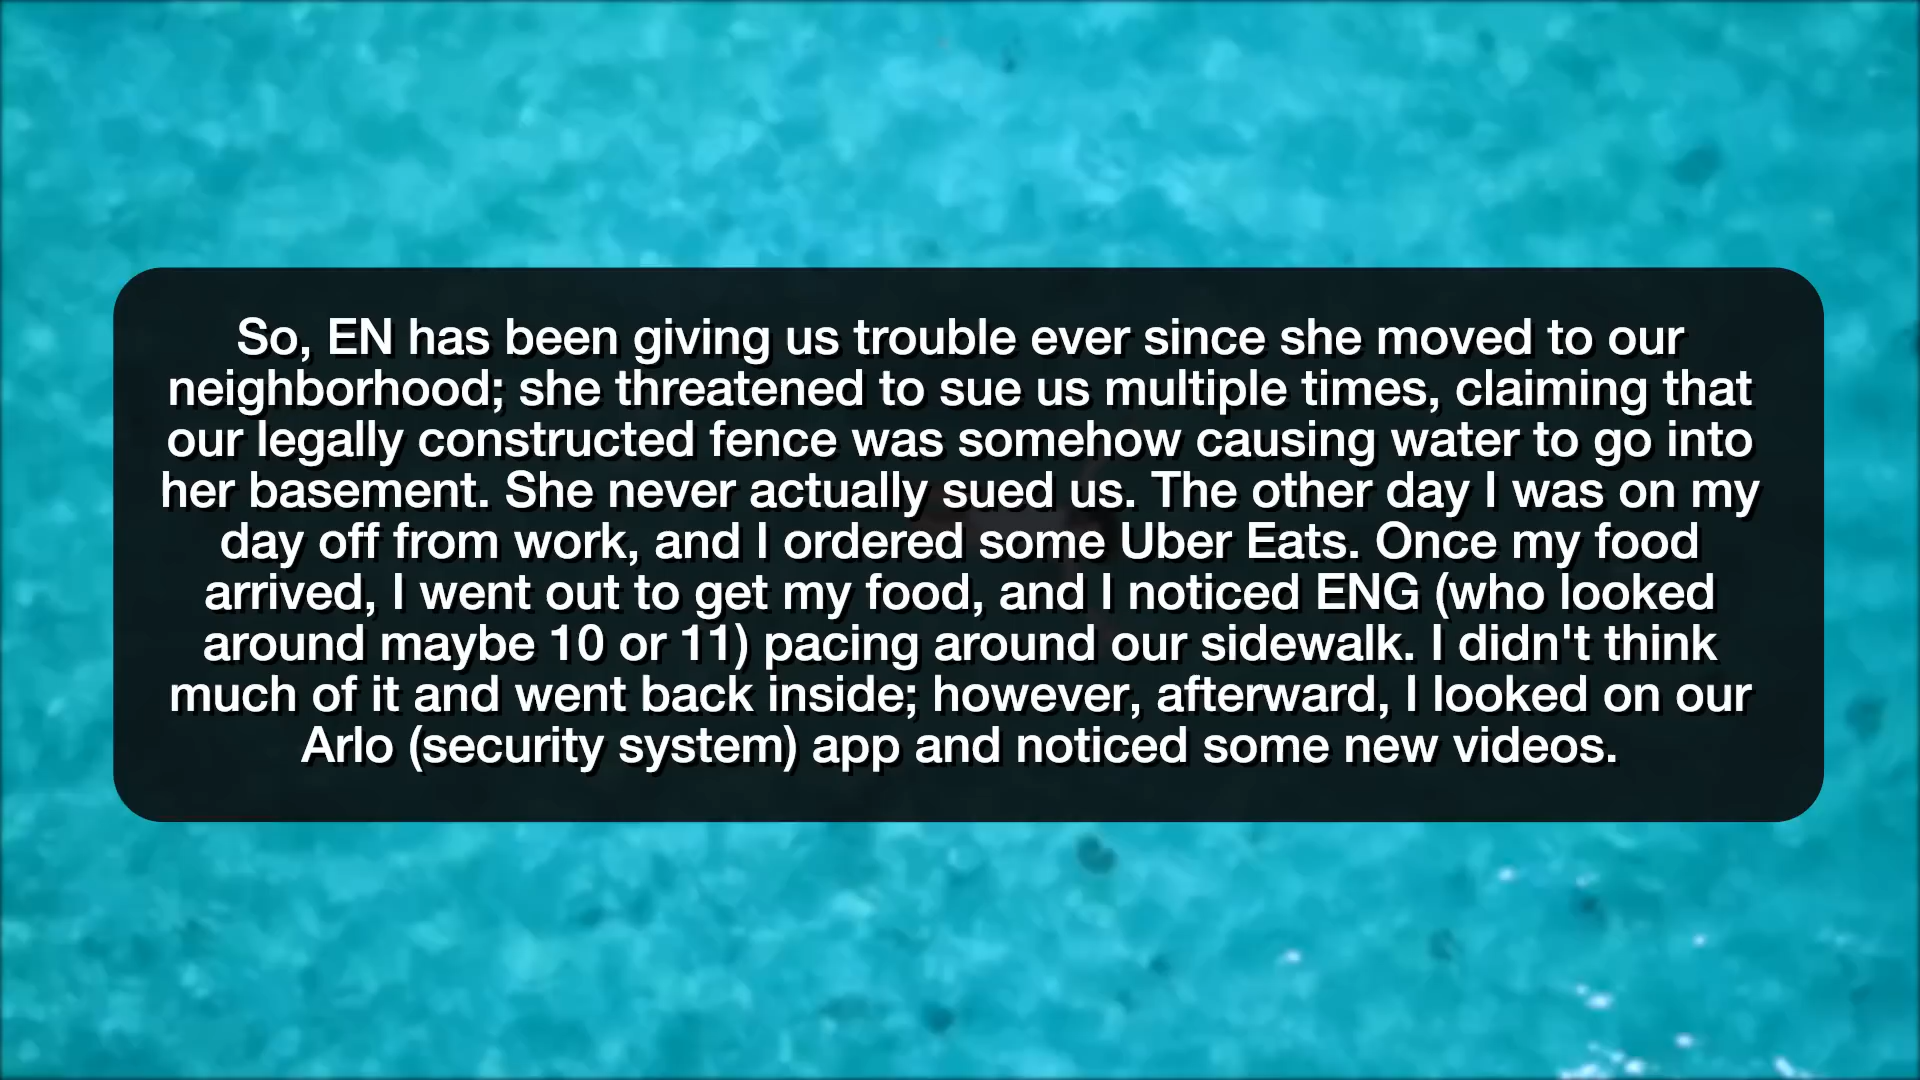 So, EN has been giving us trouble ever since she moved to our
neighborhood; she threatened to sue us multiple times, claiming that
our legally constructed fence was somehow causing water to go into
her basement. She never actually sued us. The other day I was on my
day off from work, and I ordered some Uber Eats. Once my food
arrived, I went out to get my food, and I noticed ENG (who looked
around maybe 10 or 11) pacing around our sidewalk. I didn't think
much of it and went back inside; however, afterward, I looked on our
Arlo (security system) app and noticed some new videos.